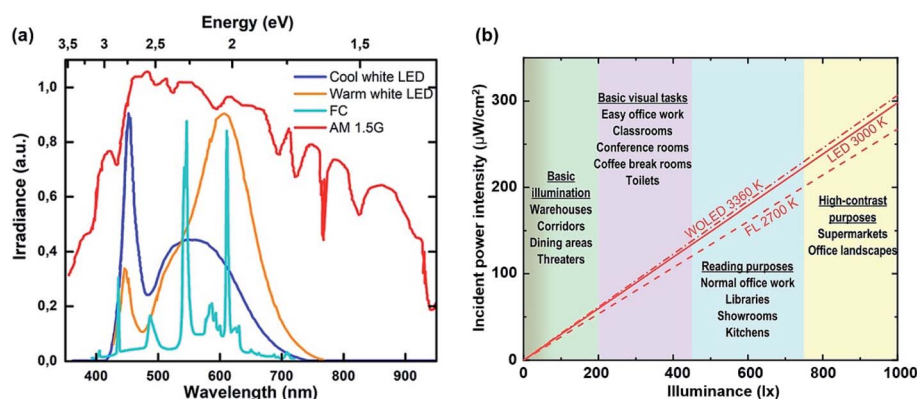 (a)
Energy (eV)
3,5 3 2,5 2 1,5
1,0
0,8
0,6
0,4
0,2
0,0
Irradiance (a.u.)
Cool white LED
Warm white LED
FC
AM 1.5G
400 500 600 700 800 900
Wavelength (nm)
(b)
Incident power intensity (µW/cm²)
300
200
100
0
Basic
illumination
Warehouses
Corridors
Dining areas
Threaters
Basic visual tasks
Easy office work
Classrooms
Conference rooms
Coffee break rooms
Toilets
WOLED 3360 K
LED 3000 K
FL 2700 K
Reading purposes
Normal office work
Libraries
Showrooms
Kitchens
High-contrast
purposes
Supermarkets
Office landscapes
0 200 400 600 800 1000
Illuminance (lx)